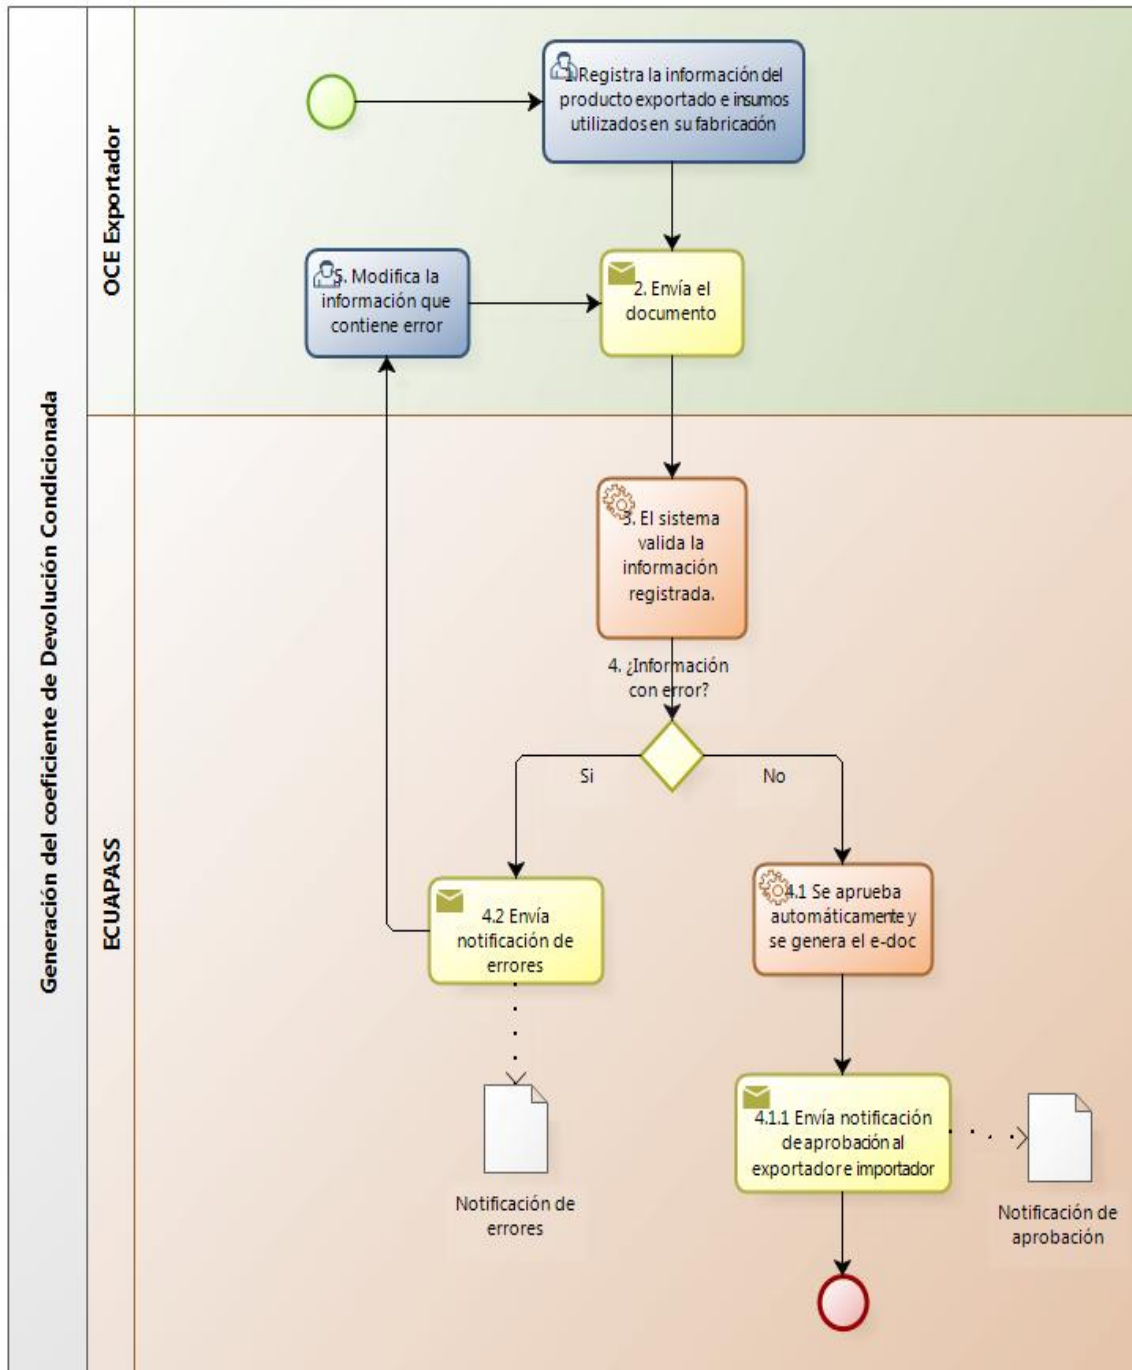 Generación del coeficiente de Devolución Condicionada
OCE Exportador
1. Registra la información del
producto exportado e insumos
utilizados en su fabricación
5. Modifica la
información que
contiene error
2. Envía el
documento
ECUAPASS
3. El sistema
valida la
información
registrada.
4. ¿Información
con error?
Si
No
4.2 Envía
notificación de
errores
4.1 Se aprueba
automáticamente y
se genera el e-doc
4.1.1 Envía notificación
de aprobación al
exportador e importador
Notificación de
errores
Notificación de
aprobación